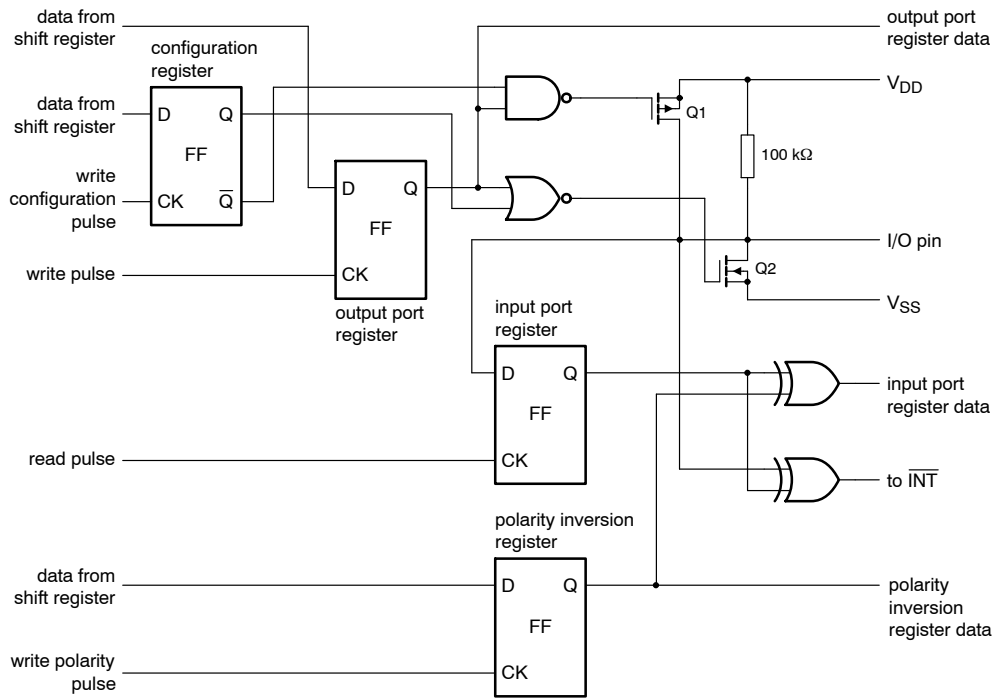 data from
shift register
output port
register data
configuration
register
data from
shift register
D
Q
FF
write
configuration
pulse
CK
Q̅
D
Q
FF
CK
write pulse
output port
register
Q1
V_DD
100 kΩ
I/O pin
Q2
V_SS
input port
register
D
Q
FF
CK
read pulse
input port
register data
to I̅N̅T̅
polarity inversion
register
data from
shift register
D
Q
FF
CK
write polarity
pulse
polarity
inversion
register data